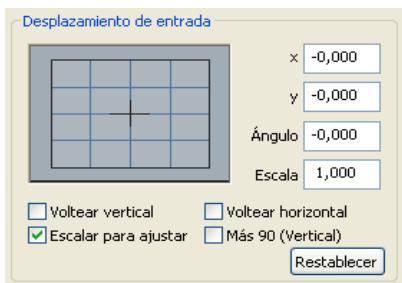 Desplazamiento de entrada
x -0,000
y -0,000
Ángulo -0,000
Escala 1,000
Voltear vertical Voltear horizontal
Escalar para ajustar Más 90 (Vertical)
Restablecer